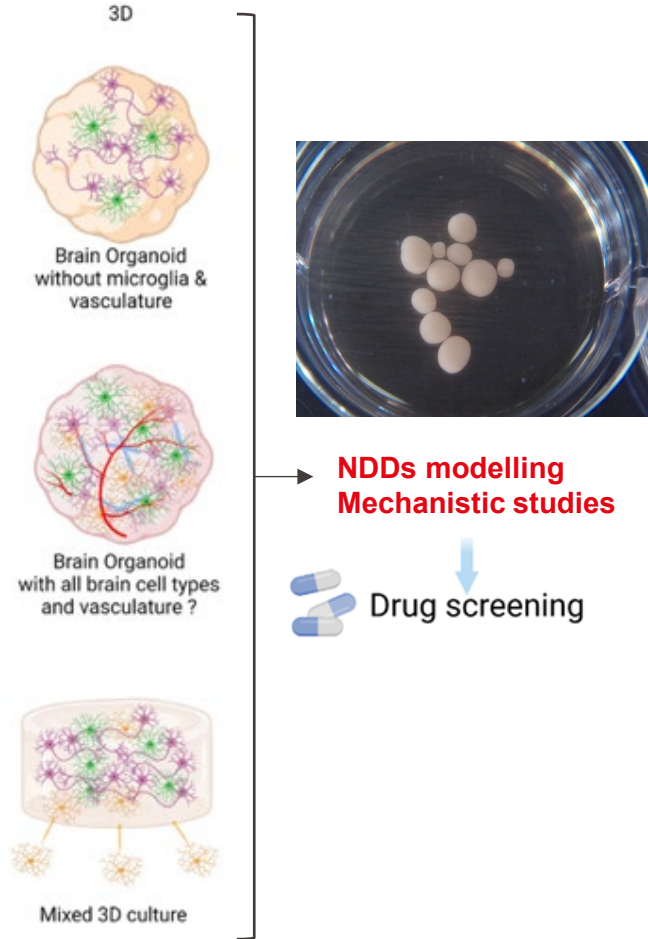 3D
Brain Organoid
without microglia &
vasculature
Brain Organoid
with all brain cell types
and vasculature ?
Mixed 3D culture
NDDs modelling
Mechanistic studies
Drug screening